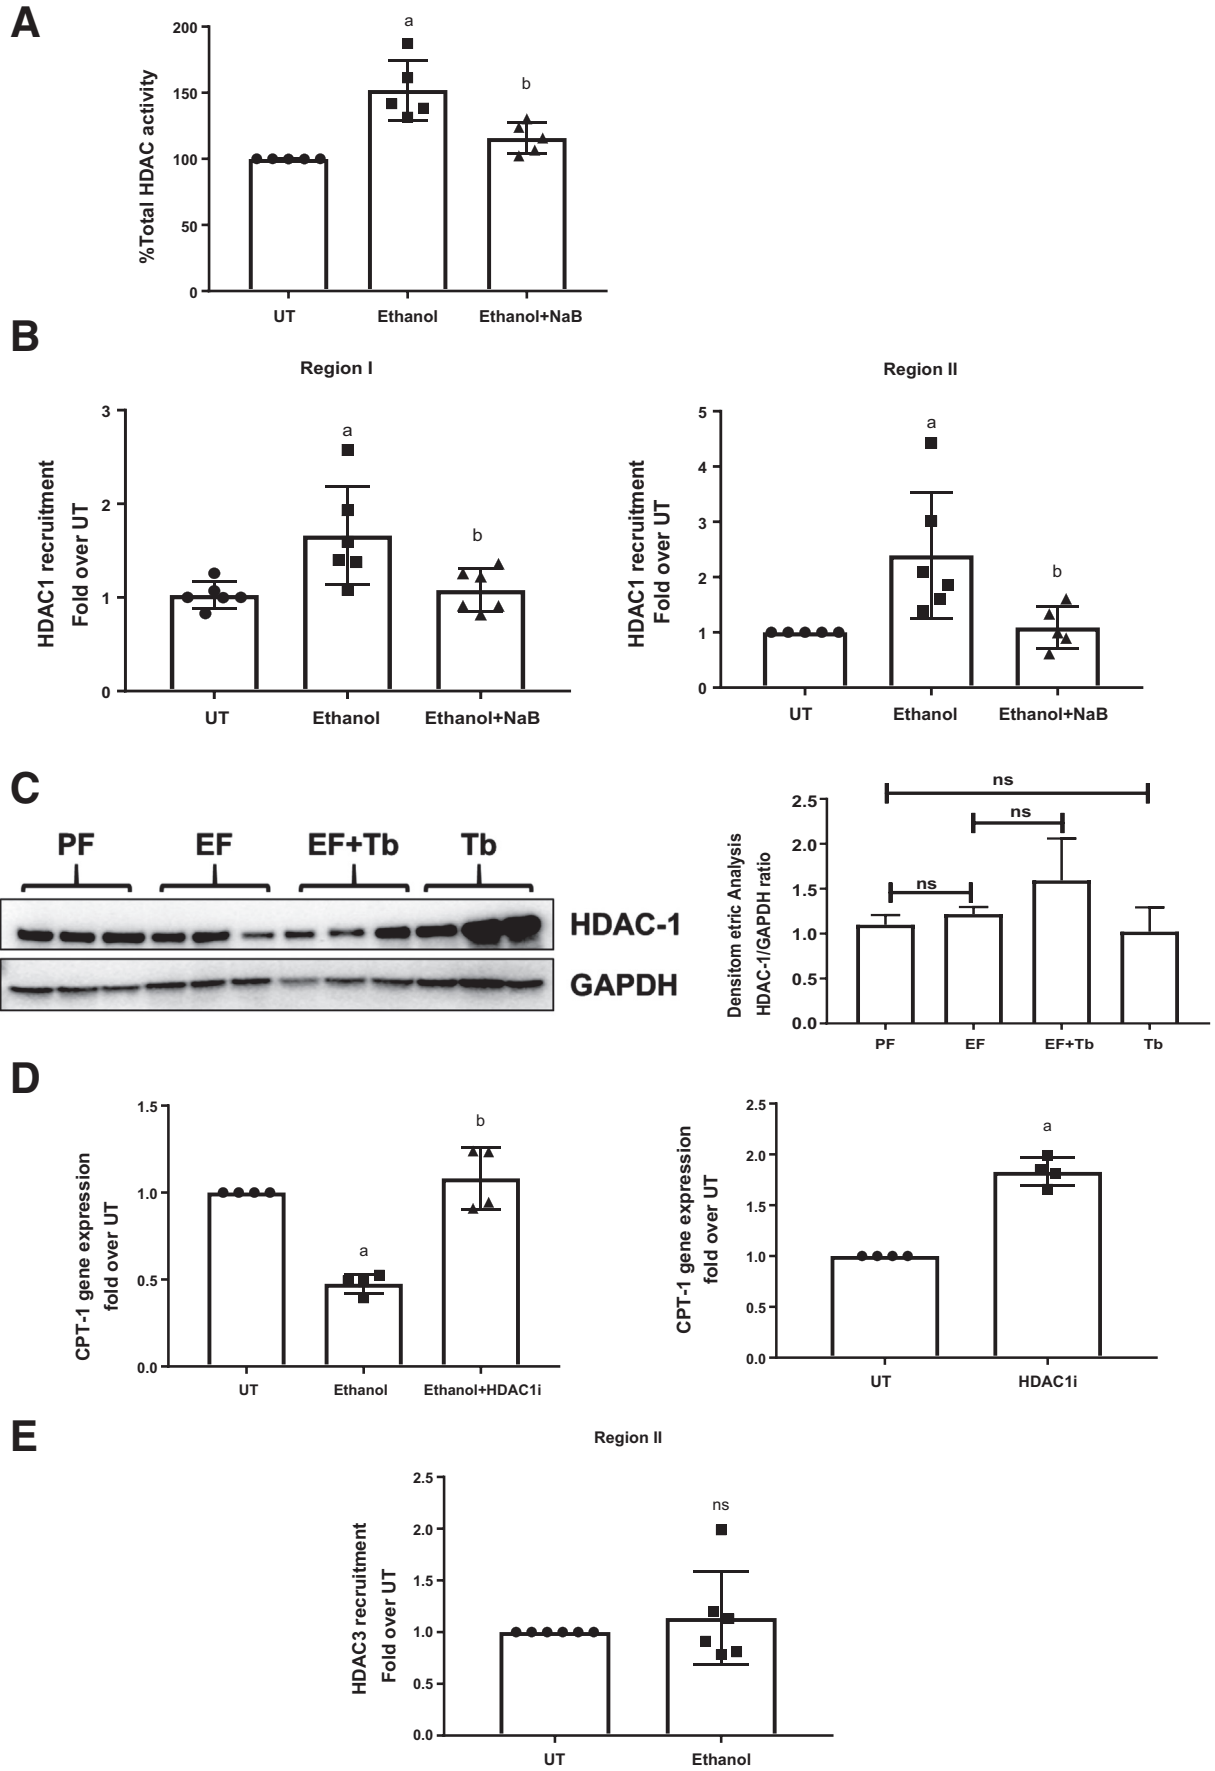 A
200
150
100
50
0
%Total HDAC activity
a
b
UT Ethanol Ethanol+NaB
B
Region I
3
2
1
0
HDAC1 recruitment
Fold over UT
a
b
UT Ethanol Ethanol+NaB
Region II
5
4
3
2
1
0
HDAC1 recruitment
Fold over UT
a
b
UT Ethanol Ethanol+NaB
C
PF EF EF+Tb Tb
HDAC-1
GAPDH
2.5
2.0
1.5
1.0
0.5
0.0
Densitom etric Analysis
HDAC-1/GAPDH ratio
ns
ns
ns
PF EF EF+Tb Tb
D
1.5
1.0
0.5
0.0
CPT-1 gene expression
fold over UT
a
b
UT Ethanol Ethanol+HDAC1i
2.5
2.0
1.5
1.0
0.5
0.0
CPT-1 gene expression
fold over UT
a
UT HDAC1i
E
Region II
2.5
2.0
1.5
1.0
0.5
0.0
HDAC3 recruitment
Fold over UT
ns
UT Ethanol